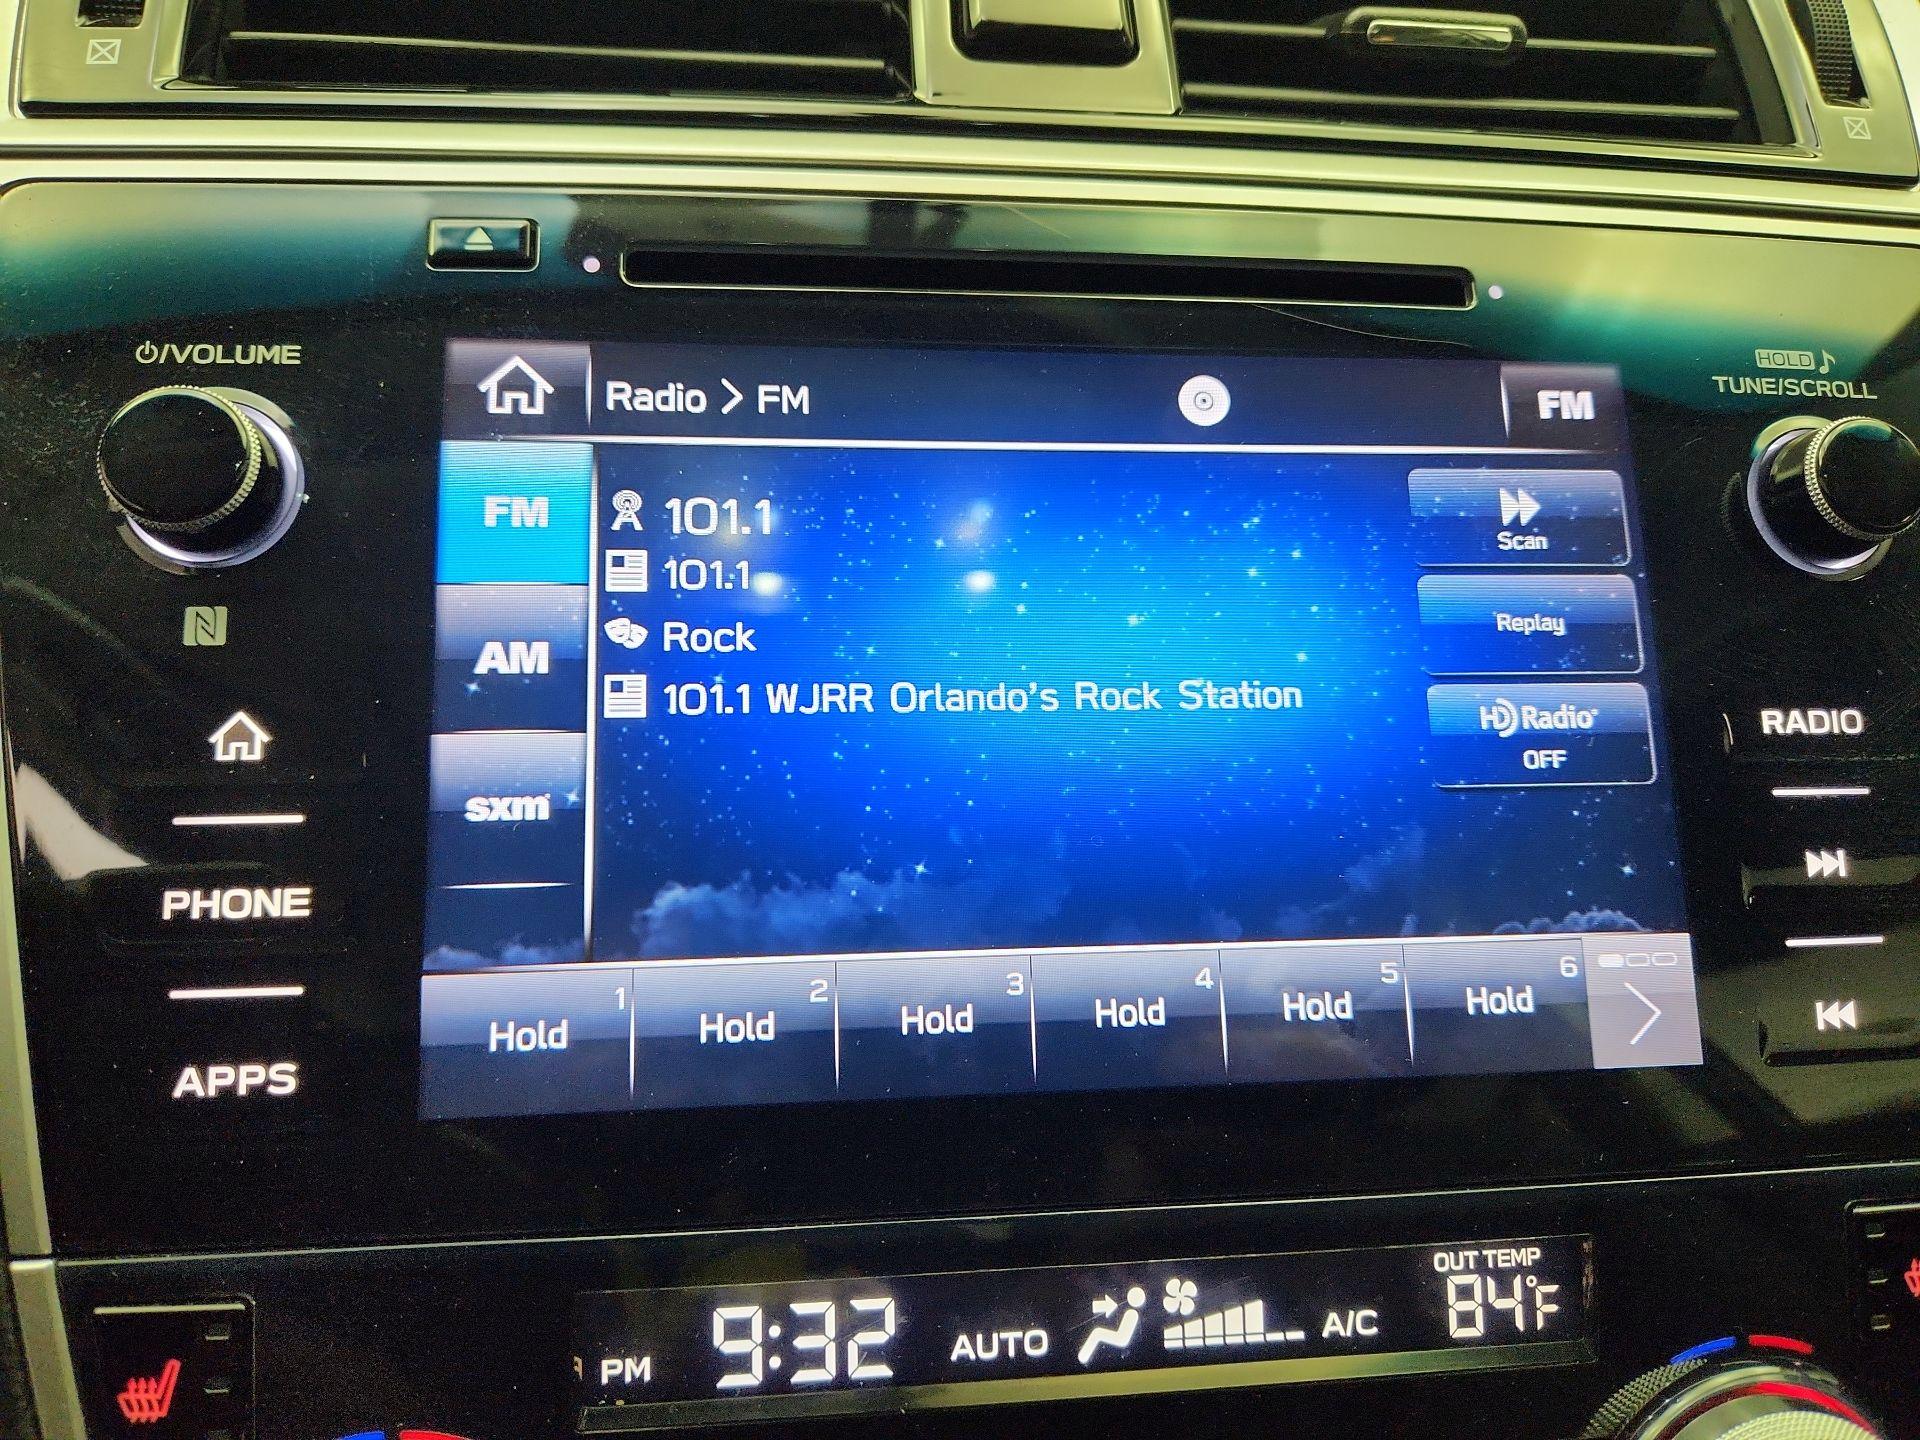 ⏻/VOLUME
HOLD ♪
TUNE/SCROLL
Radio > FM
FM
FM
101.1
Scan
101.1
Replay
Rock
AM
101.1 WJRR Orlando's Rock Station
HD Radio
OFF
RADIO
sxm
PHONE
1 2 3 4 5 6
Hold Hold Hold Hold Hold Hold
APPS
OUT TEMP
PM 9:32 AUTO A/C 84°F